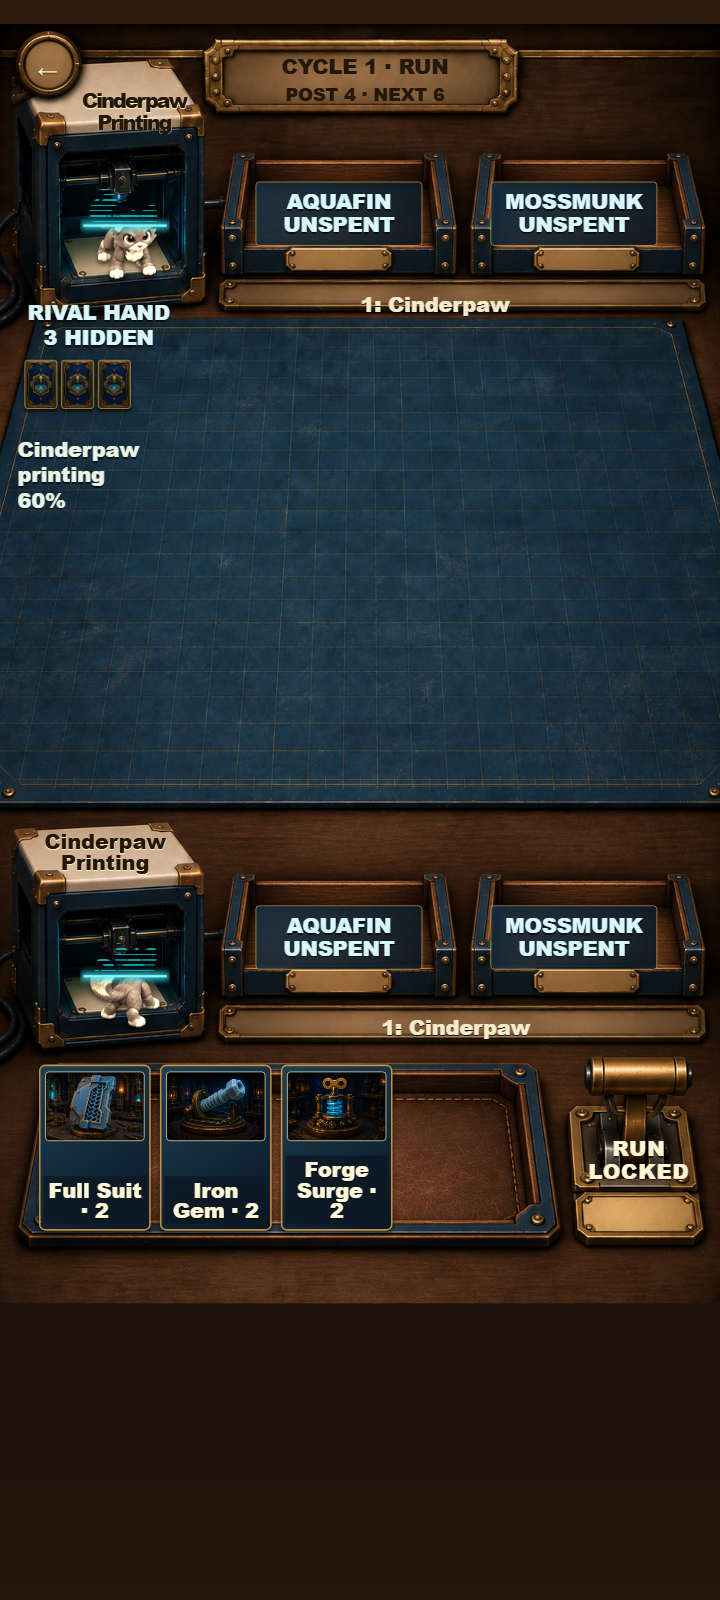 ←
CYCLE 1 · RUN
POST 4 · NEXT 6
Cinderpaw
Printing
AQUAFIN
UNSPENT
MOSSMUNK
UNSPENT
1: Cinderpaw
RIVAL HAND
3 HIDDEN
Cinderpaw
printing
60%
Cinderpaw
Printing
AQUAFIN
UNSPENT
MOSSMUNK
UNSPENT
1: Cinderpaw
Full Suit
· 2
Iron
Gem · 2
Forge
Surge ·
2
RUN
LOCKED